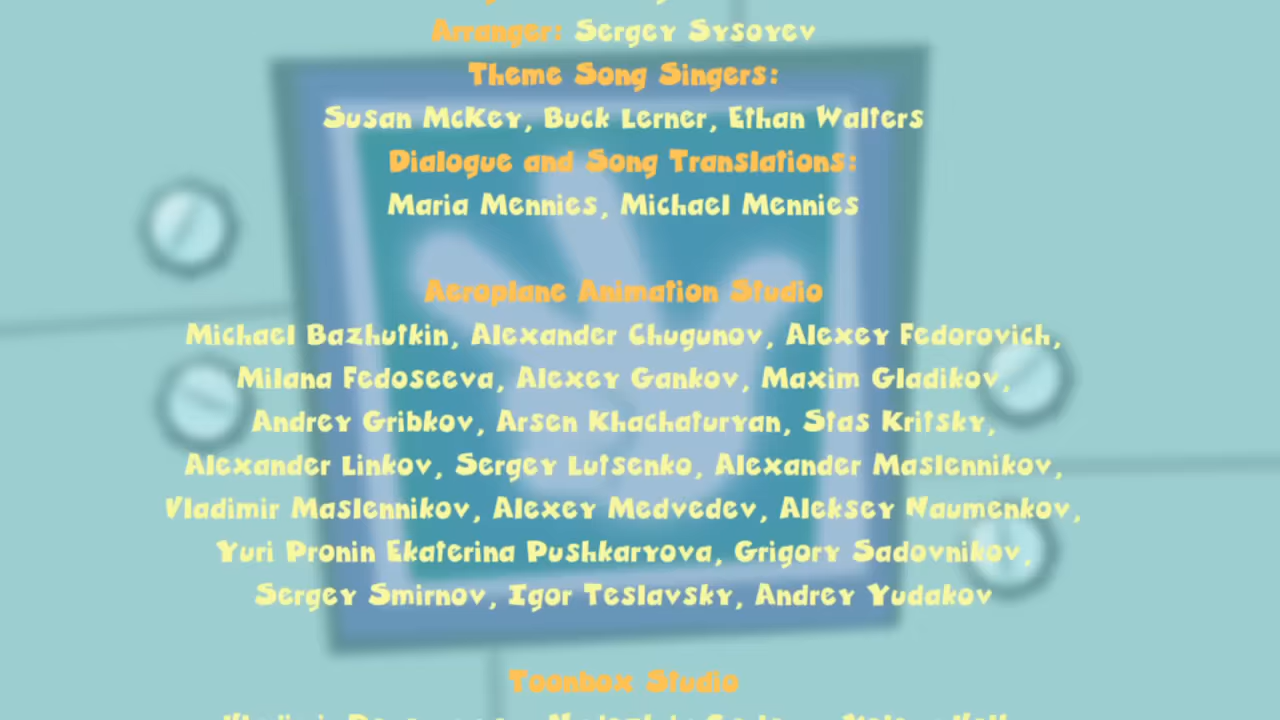 Arranger: Sergey Sysoyev
Theme Song Singers:
Susan McKey, Buck Lerner, Ethan Walters
Dialogue and Song Translations:
Maria Mennies, Michael Mennies
Aeroplane Animation Studio
Michael Bazhutkin, Alexander Chugunov, Alexey Fedorovich,
Milana Fedoseeva, Alexey Gankov, Maxim Gladikov,
Andrey Gribkov, Arsen Khachaturyan, Stas Kritsky,
Alexander Linkov, Sergey Lutsenko, Alexander Maslennikov,
Vladimir Maslennikov, Alexey Medvedev, Aleksey Naumenkov,
Yuri Pronin Ekaterina Pushkaryova, Grigory Sadovnikov,
Sergey Smirnov, Igor Teslavsky, Andrey Yudakov
Toonbox Studio